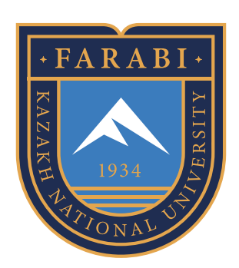 · FARABI ·
KAZAKH NATIONAL UNIVERSITY
1934